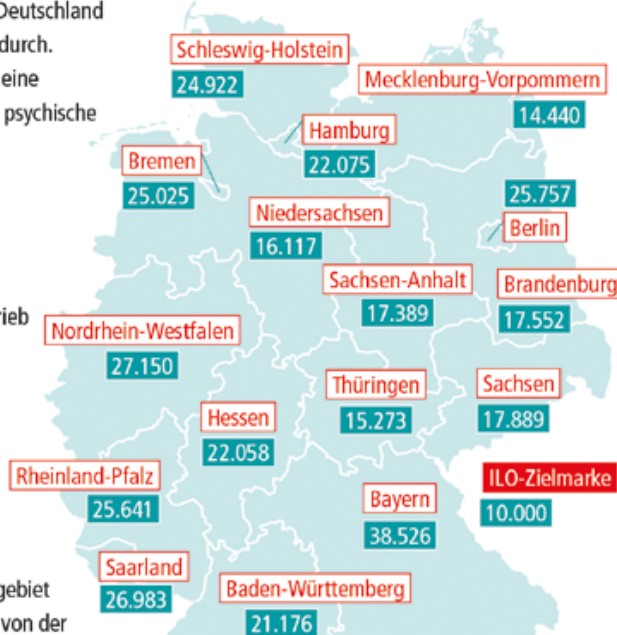 Deutschland
durch.
eine
psychische
rieb
gebiet
von der
Schleswig-Holstein
24.922
Mecklenburg-Vorpommern
14.440
Hamburg
22.075
Bremen
25.025
25.757
Berlin
Niedersachsen
16.117
Sachsen-Anhalt
17.389
Brandenburg
17.552
Nordrhein-Westfalen
27.150
Thüringen
15.273
Sachsen
17.889
Hessen
22.058
Rheinland-Pfalz
25.641
ILO-Zielmarke
10.000
Bayern
38.526
Saarland
26.983
Baden-Württemberg
21.176